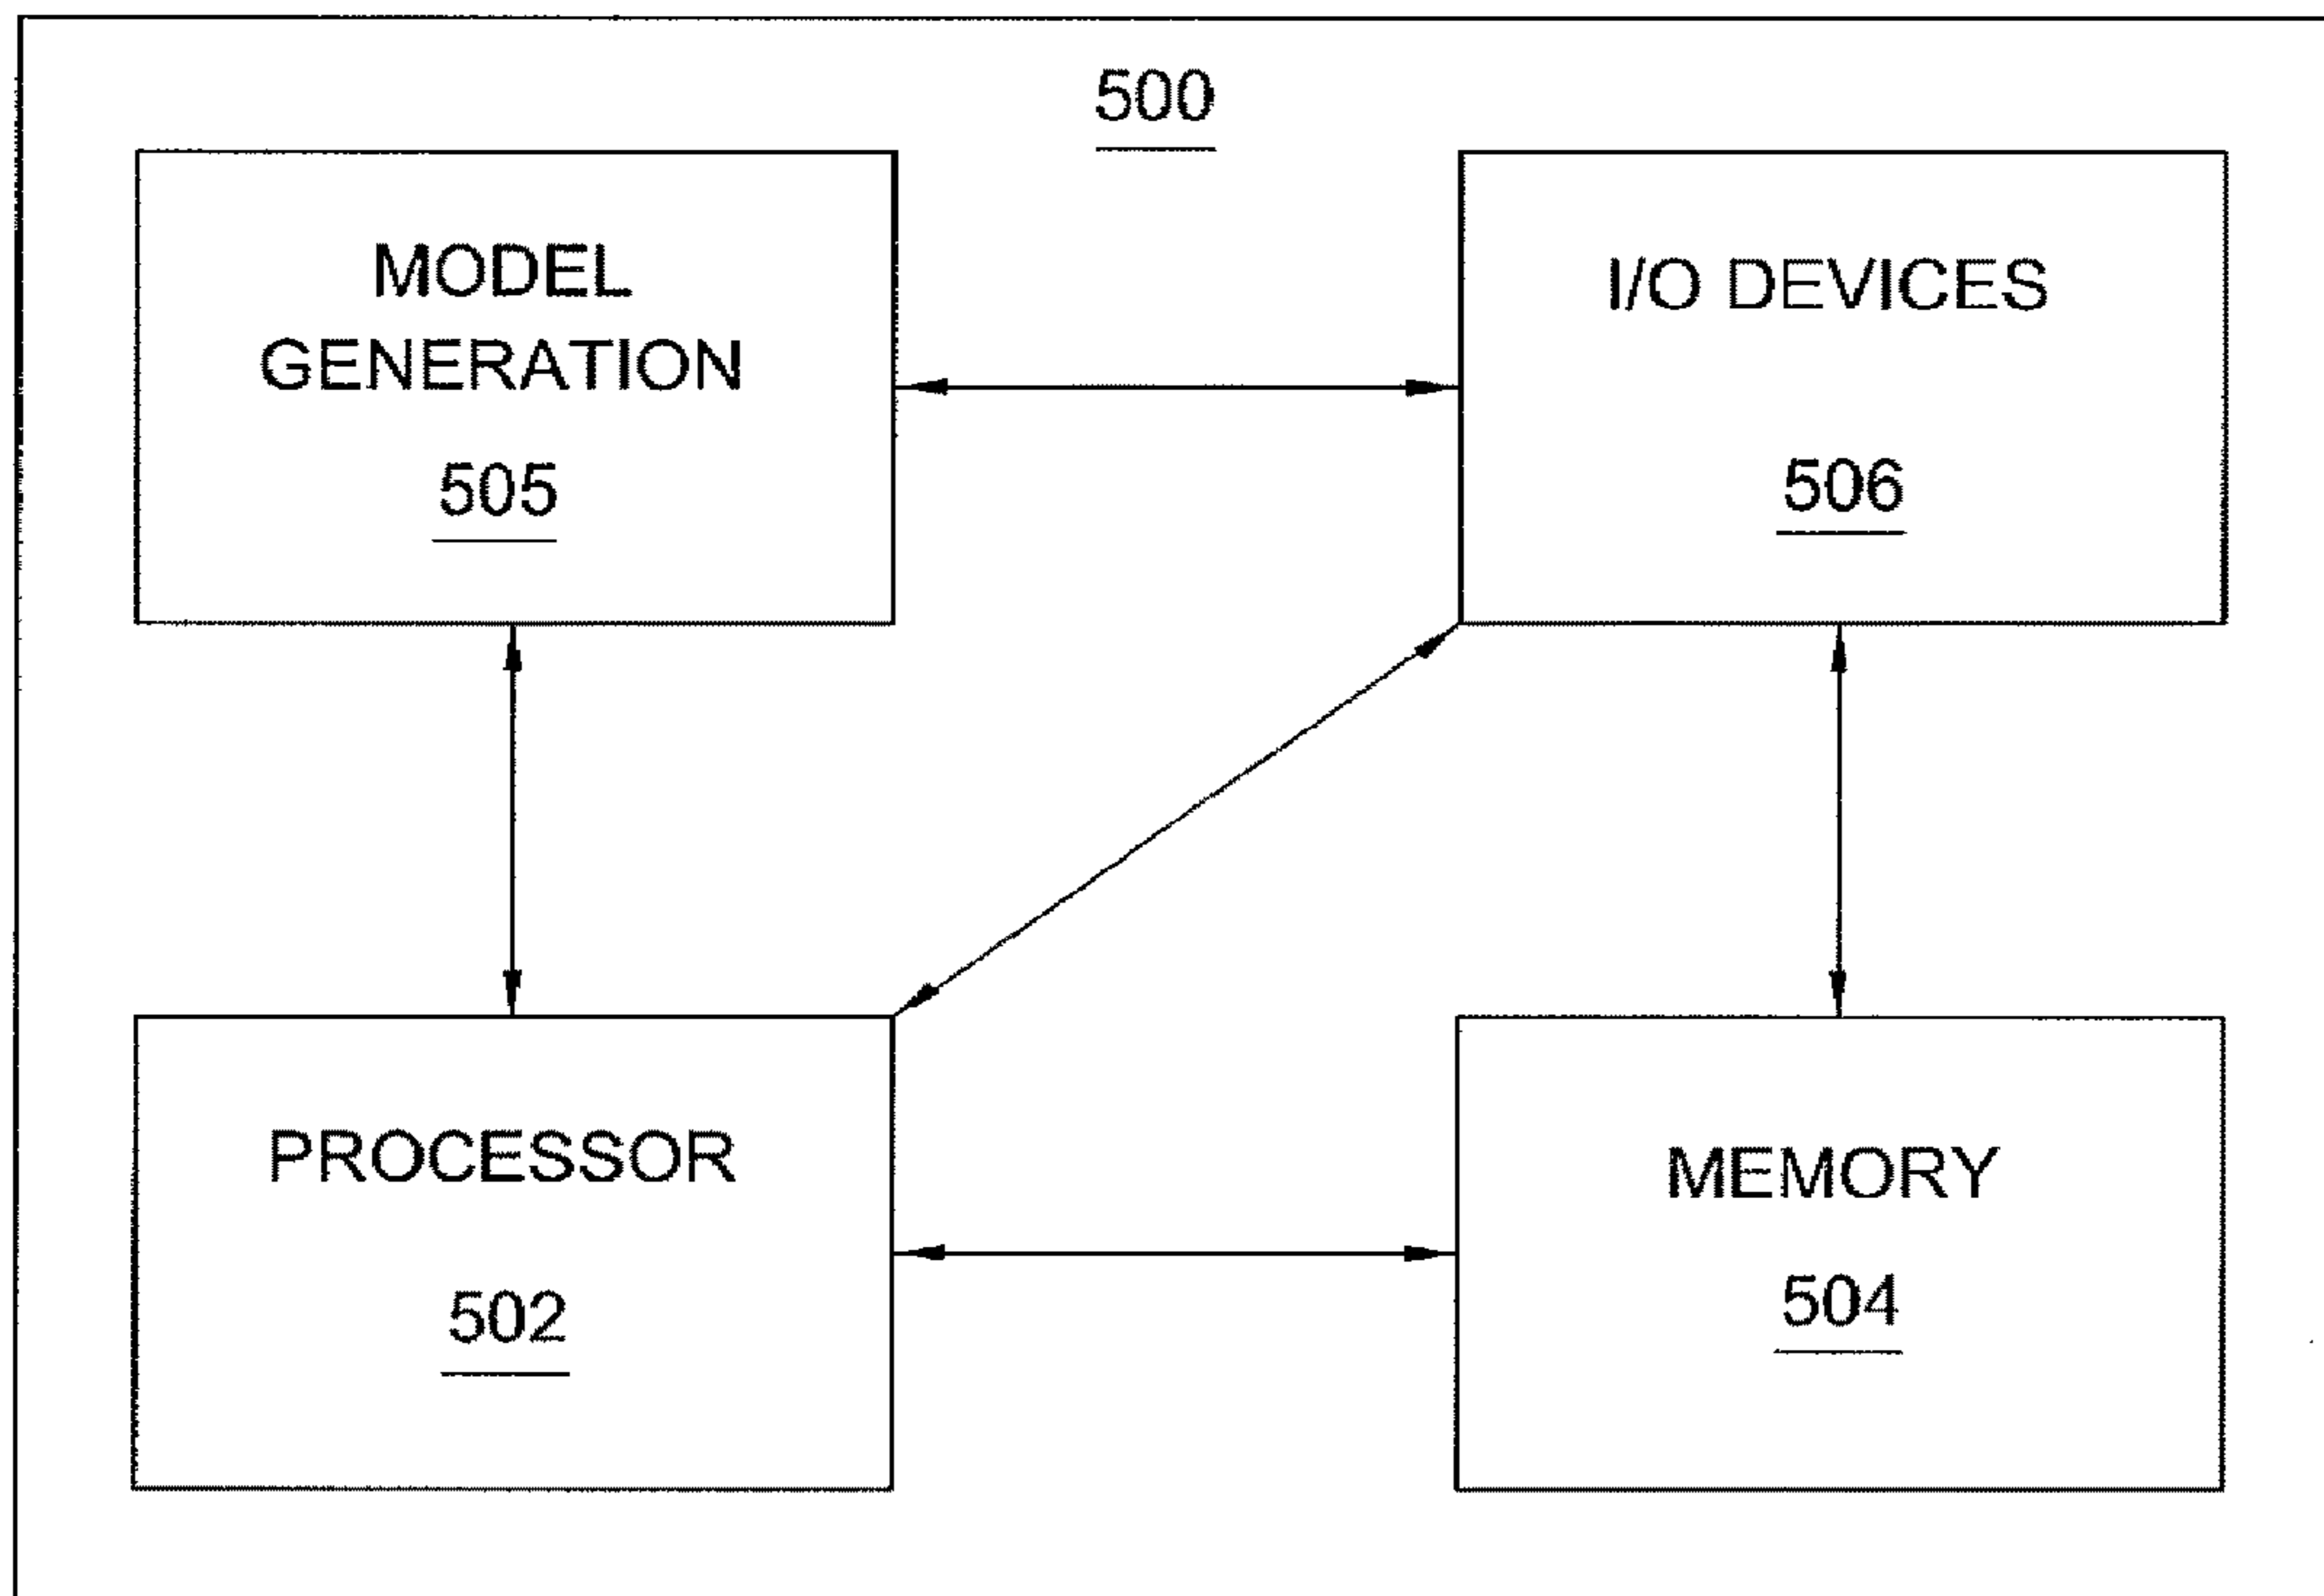 500
MODEL
GENERATION
505
I/O DEVICES
506
PROCESSOR
502
MEMORY
504